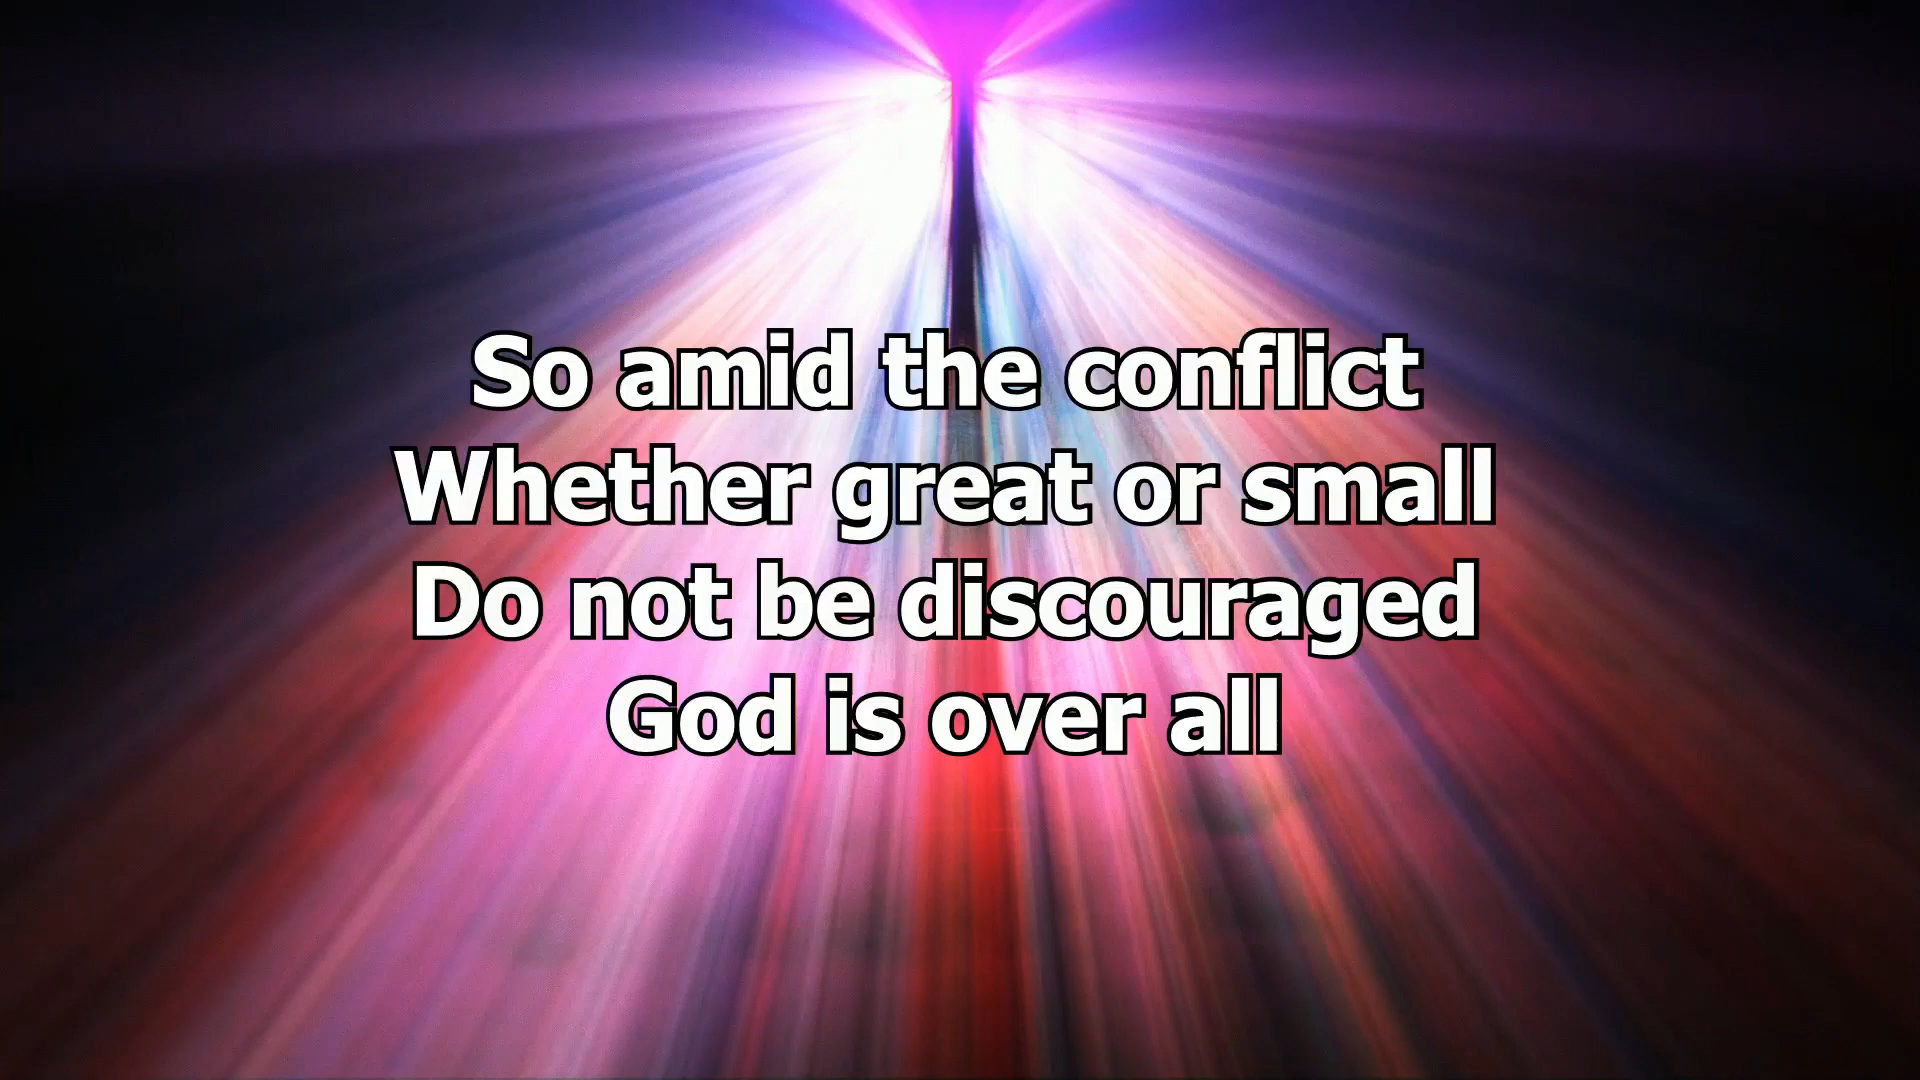 So amid the conflict
Whether great or small
Do not be discouraged
God is over all